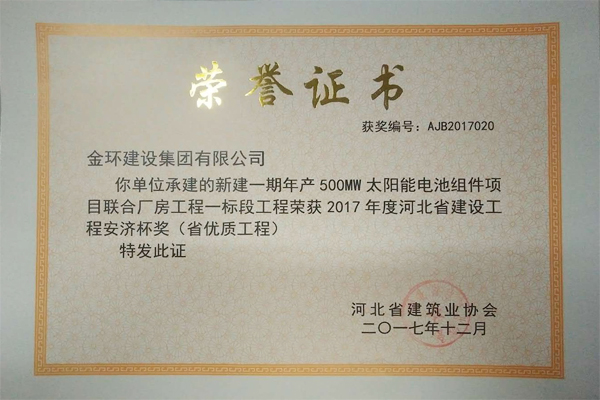 荣誉证书
获奖编号：AJB2017020
金环建设集团有限公司
你单位承建的新建一期年产500MW太阳能电池组件项
目联合厂房工程一标段工程荣获2017年度河北省建设工
程安济杯奖（省优质工程）
特发此证
河北省建筑业协会
二〇一七年十二月